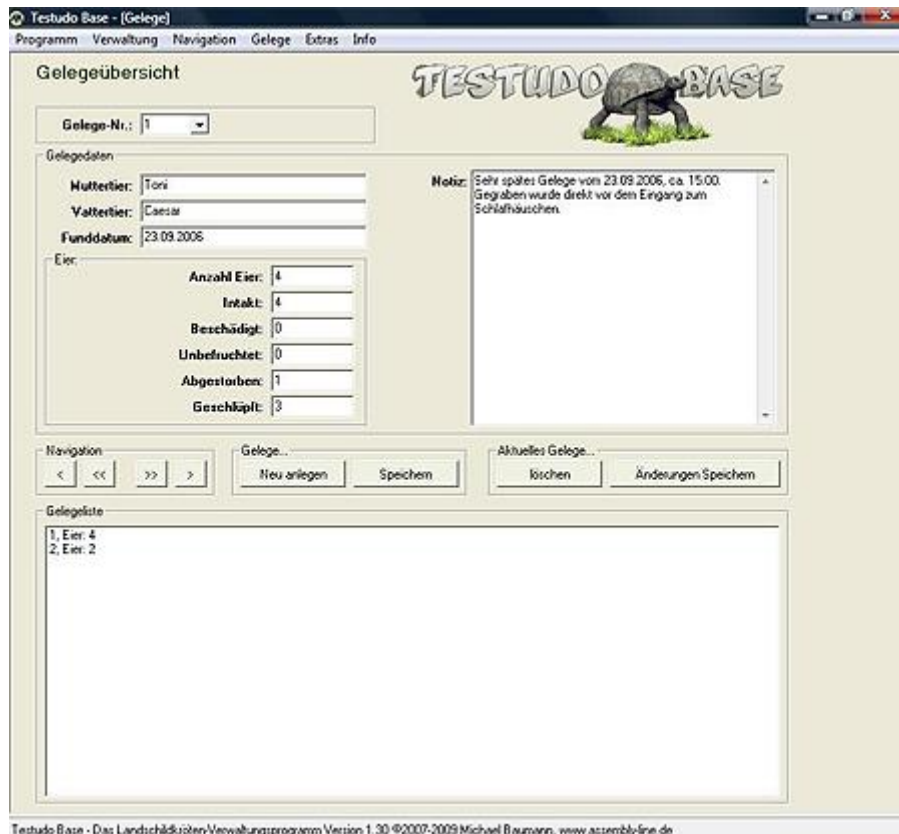 Testudo Base - [Gelege]
Programm Verwaltung Navigation Gelege Extras Info
Gelegeübersicht
TESTUDO BASE
Gelege-Nr.: 1
Gelegedaten
Muttertier: Toni
Vattertier: Caesar
Funddatum: 23.09.2006
Notiz: Sehr spätes Gelege vom 23.09.2006, ca. 15:00.
Gegraben wurde direkt vor dem Eingang zum
Schlafhäuschen.
Eier:
Anzahl Eier: 4
Intakt: 4
Beschädigt: 0
Unbefruchtet: 0
Abgestorben: 1
Geschlüpft: 3
Navigation Gelege... Aktuelles Gelege...
< << >> > Neu anlegen Speichern löschen Änderungen Speichern
Gelegeliste
1, Eier: 4
2, Eier: 2
Testudo Base - Das Landschildkröten-Verwaltungsprogramm Version 1.30 ©2007-2009 Michael Baumann, www.assembly-line.de